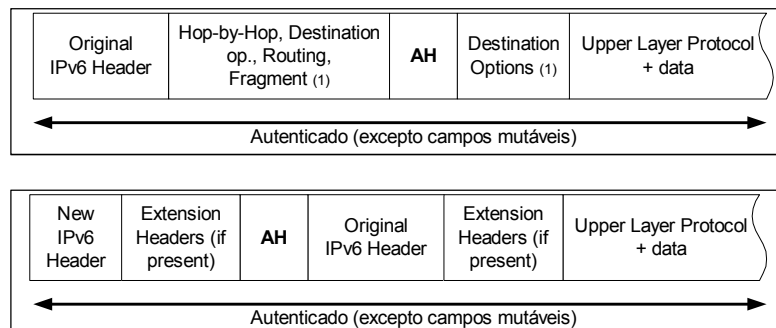 Original
IPv6 Header
Hop-by-Hop, Destination
op., Routing,
Fragment (1)
AH
Destination
Options (1)
Upper Layer Protocol
+ data
Autenticado (excepto campos mutáveis)
New
IPv6
Header
Extension
Headers (if
present)
AH
Original
IPv6 Header
Extension
Headers (if
present)
Upper Layer Protocol
+ data
Autenticado (excepto campos mutáveis)